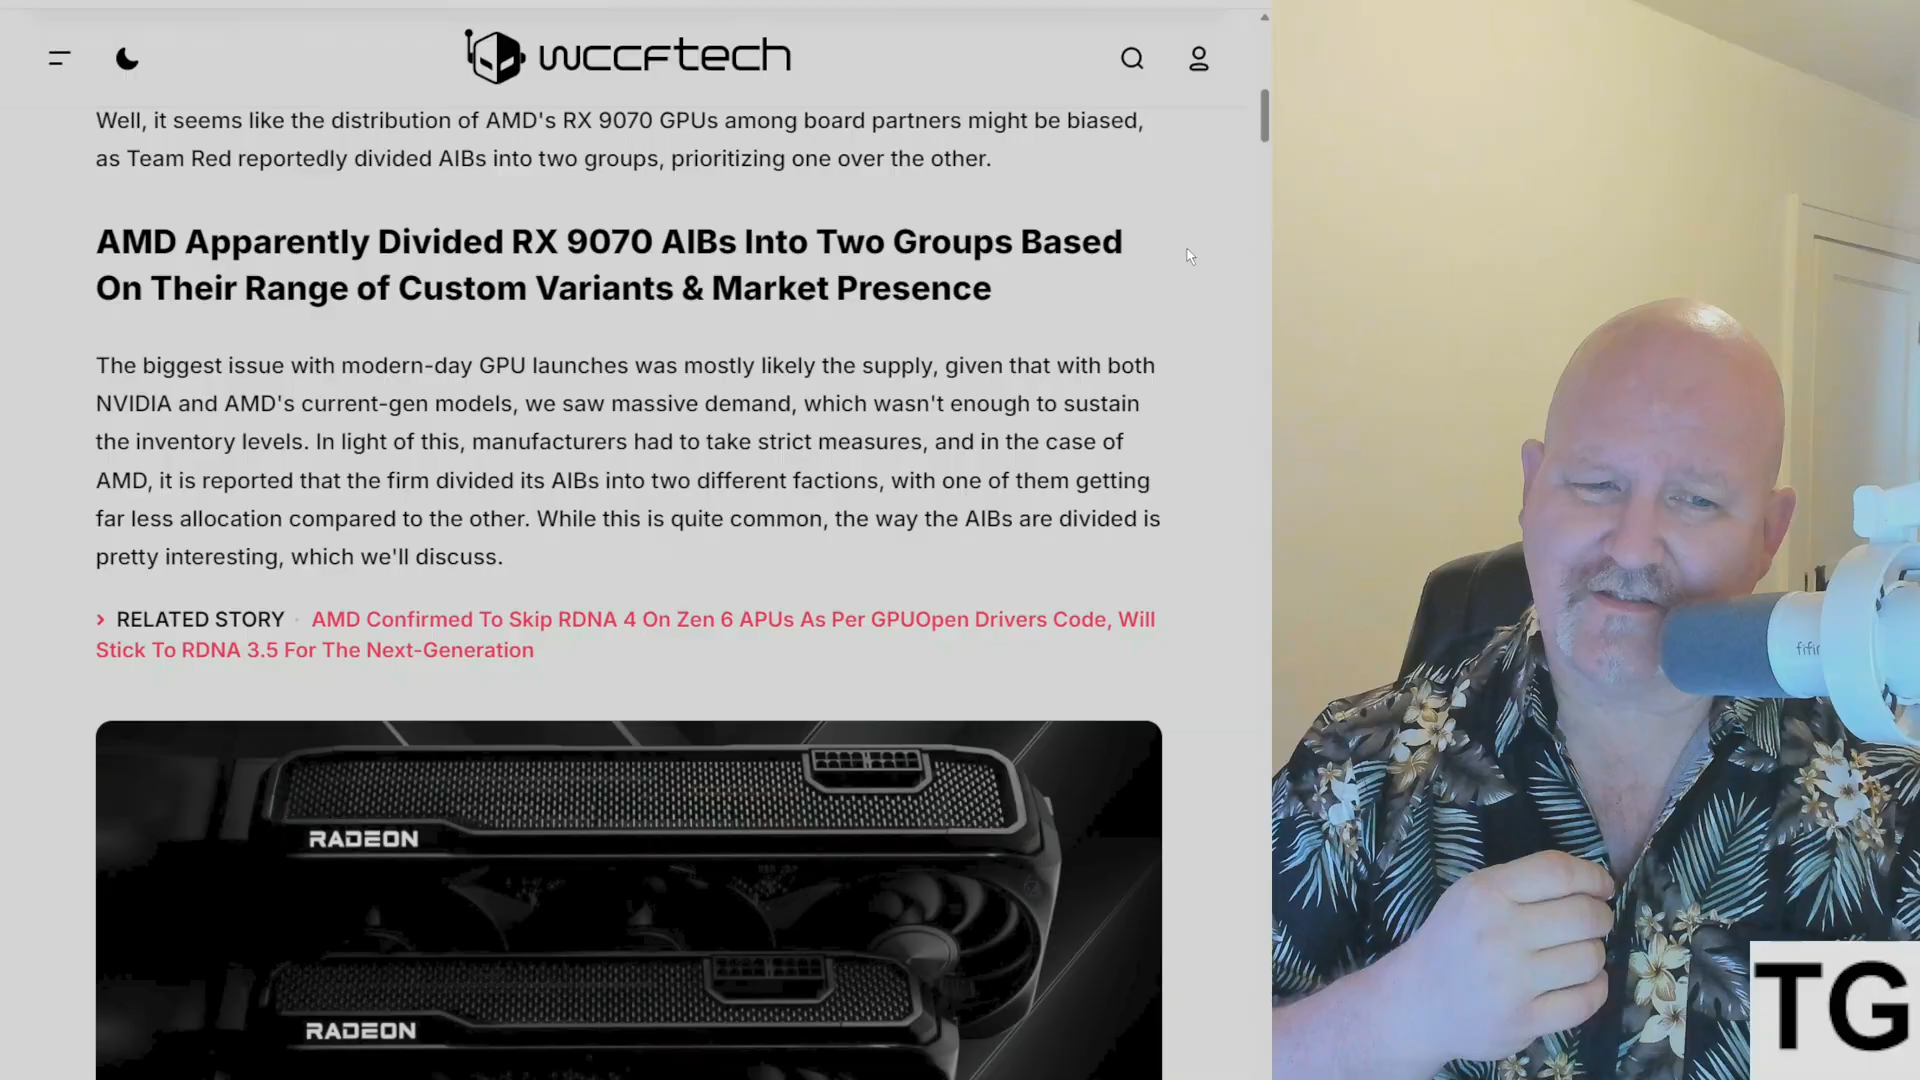 wccftech
Well, it seems like the distribution of AMD's RX 9070 GPUs among board partners might be biased,
as Team Red reportedly divided AIBs into two groups, prioritizing one over the other.
AMD Apparently Divided RX 9070 AIBs Into Two Groups Based
On Their Range of Custom Variants & Market Presence
The biggest issue with modern-day GPU launches was mostly likely the supply, given that with both
NVIDIA and AMD's current-gen models, we saw massive demand, which wasn't enough to sustain
the inventory levels. In light of this, manufacturers had to take strict measures, and in the case of
AMD, it is reported that the firm divided its AIBs into two different factions, with one of them getting
far less allocation compared to the other. While this is quite common, the way the AIBs are divided is
pretty interesting, which we'll discuss.
› RELATED STORY · AMD Confirmed To Skip RDNA 4 On Zen 6 APUs As Per GPUOpen Drivers Code, Will
Stick To RDNA 3.5 For The Next-Generation
RADEON
RADEON
TG